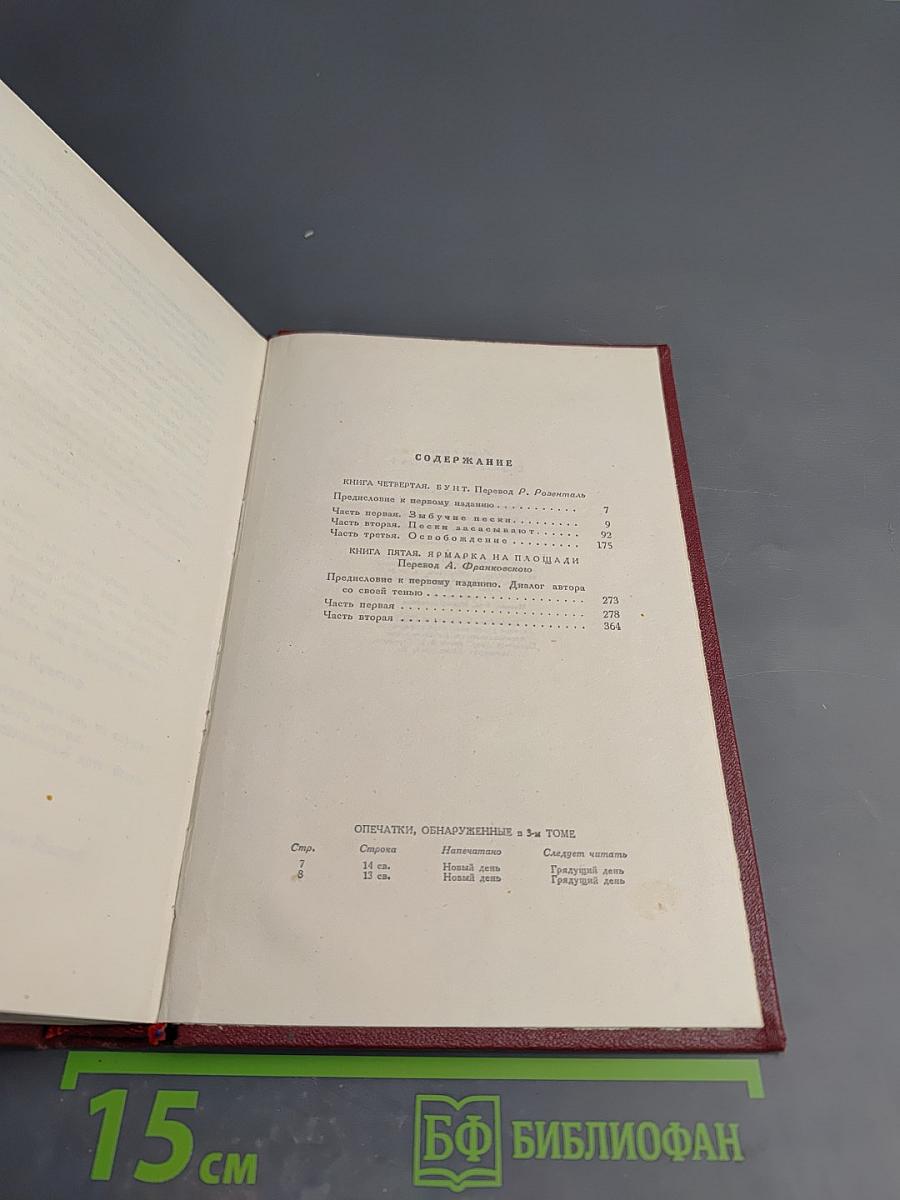 СОДЕРЖАНИЕ
КНИГА ЧЕТВЕРТАЯ. БУНТ. Перевод Р. Розенталь
Предисловие к первому изданию . . . . . . . . . . . 7
Часть первая. Зыбучие пески. . . . . . . . . 9
Часть вторая. Пески засасывают . . . . . . 92
Часть третья. Освобождение . . . . . . . . . 175
КНИГА ПЯТАЯ. ЯРМАРКА НА ПЛОЩАДИ
Перевод А. Франковского
Предисловие к первому изданию. Диалог автора
со своей тенью . . . . . . . . . . . . . . . . . . . . . 273
Часть первая . . . . . . . . . . . . . . . . . . . . . . . . 278
Часть вторая . . . . . . . . . . . . . . . . . . . . . . . . 364
ОПЕЧАТКИ, ОБНАРУЖЕННЫЕ в 3-м ТОМЕ
Стр. Строка Напечатано Следует читать
7 14 св. Новый день Грядущий день
8 13 св. Новый день Грядущий день
15 см БФ БИБЛИОФАН